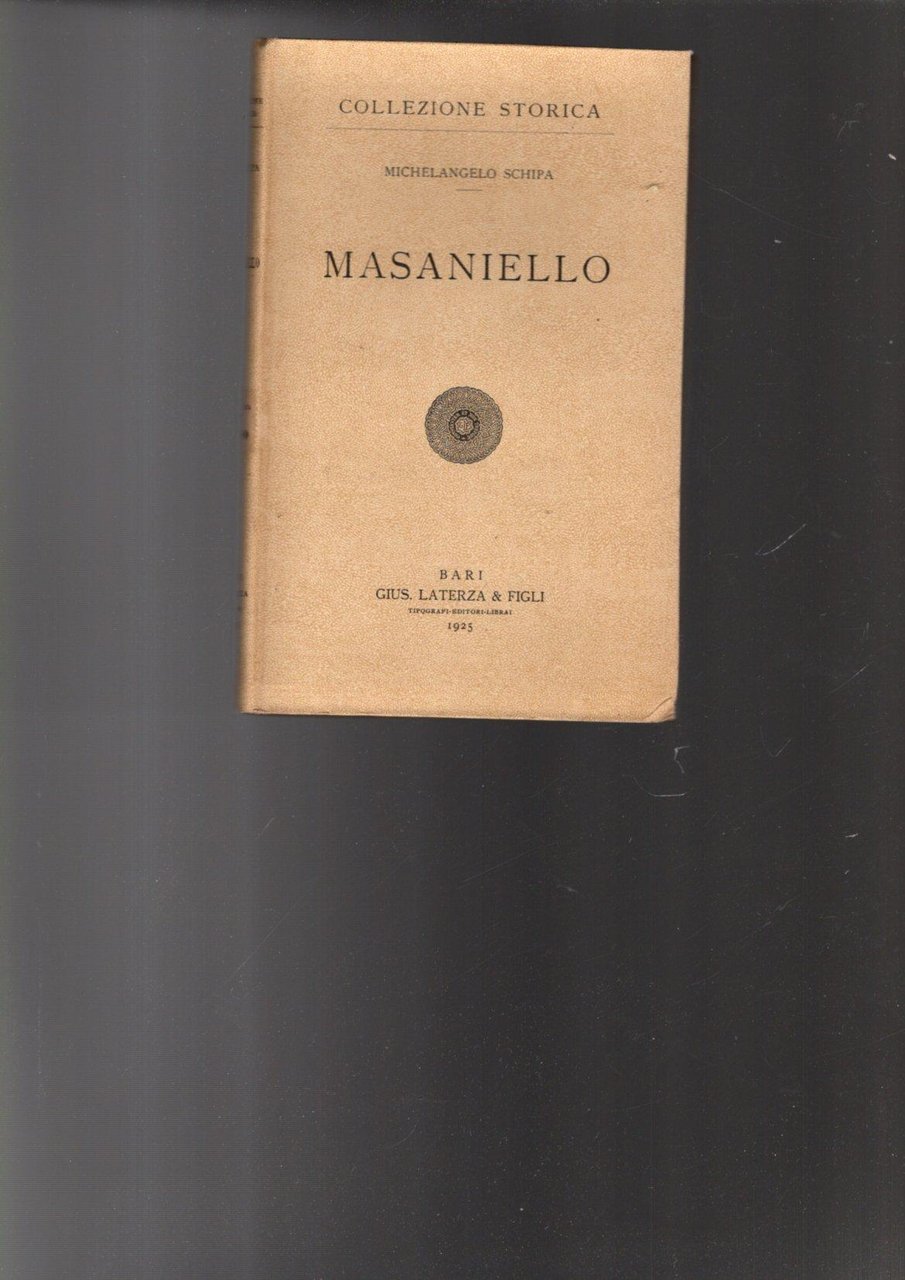 COLLEZIONE STORICA
MICHELANGELO SCHIPA
MASANIELLO
BARI
GIUS. LATERZA & FIGLI
TIPOGRAFI-EDITORI-LIBRAI
1925